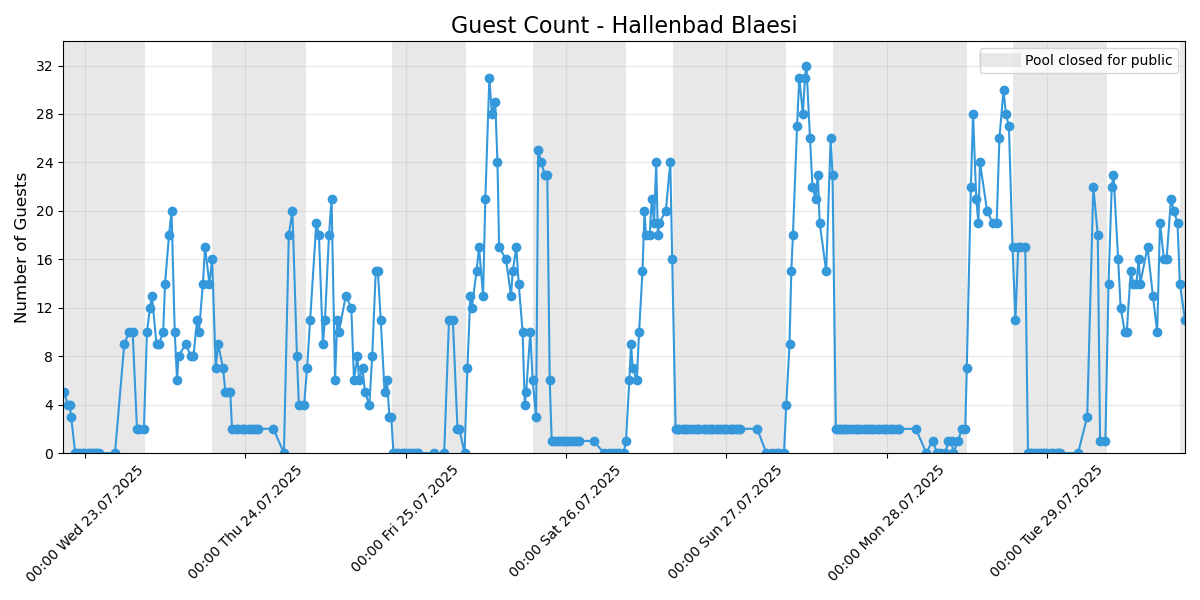 Guest Count - Hallenbad Blaesi
Pool closed for public
Number of Guests
32
28
24
20
16
12
8
4
0
00:00 Wed 23.07.2025
00:00 Thu 24.07.2025
00:00 Fri 25.07.2025
00:00 Sat 26.07.2025
00:00 Sun 27.07.2025
00:00 Mon 28.07.2025
00:00 Tue 29.07.2025